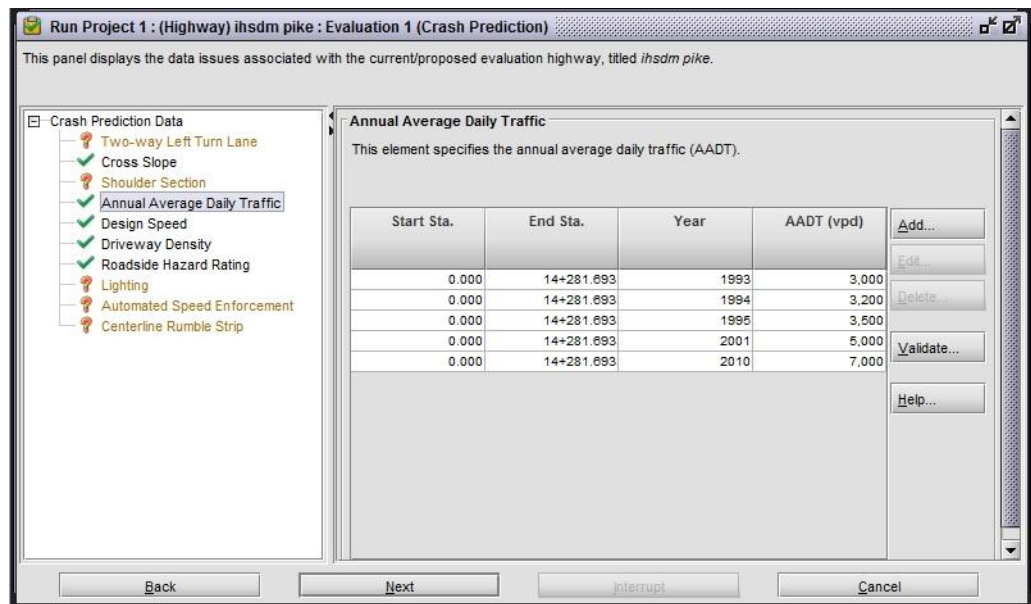 Run Project 1 : (Highway) ihsdm pike : Evaluation 1 (Crash Prediction)
This panel displays the data issues associated with the current/proposed evaluation highway, titled ihsdm pike.
Crash Prediction Data
Two-way Left Turn Lane
Cross Slope
Shoulder Section
Annual Average Daily Traffic
Design Speed
Driveway Density
Roadside Hazard Rating
Lighting
Automated Speed Enforcement
Centerline Rumble Strip
Annual Average Daily Traffic
This element specifies the annual average daily traffic (AADT).
Start Sta. End Sta. Year AADT (vpd)
0.000 14+281.693 1993 3,000
0.000 14+281.693 1994 3,200
0.000 14+281.693 1995 3,500
0.000 14+281.693 2001 5,000
0.000 14+281.693 2010 7,000
Add...
Edit...
Delete...
Validate...
Help...
Back Next Interrupt Cancel